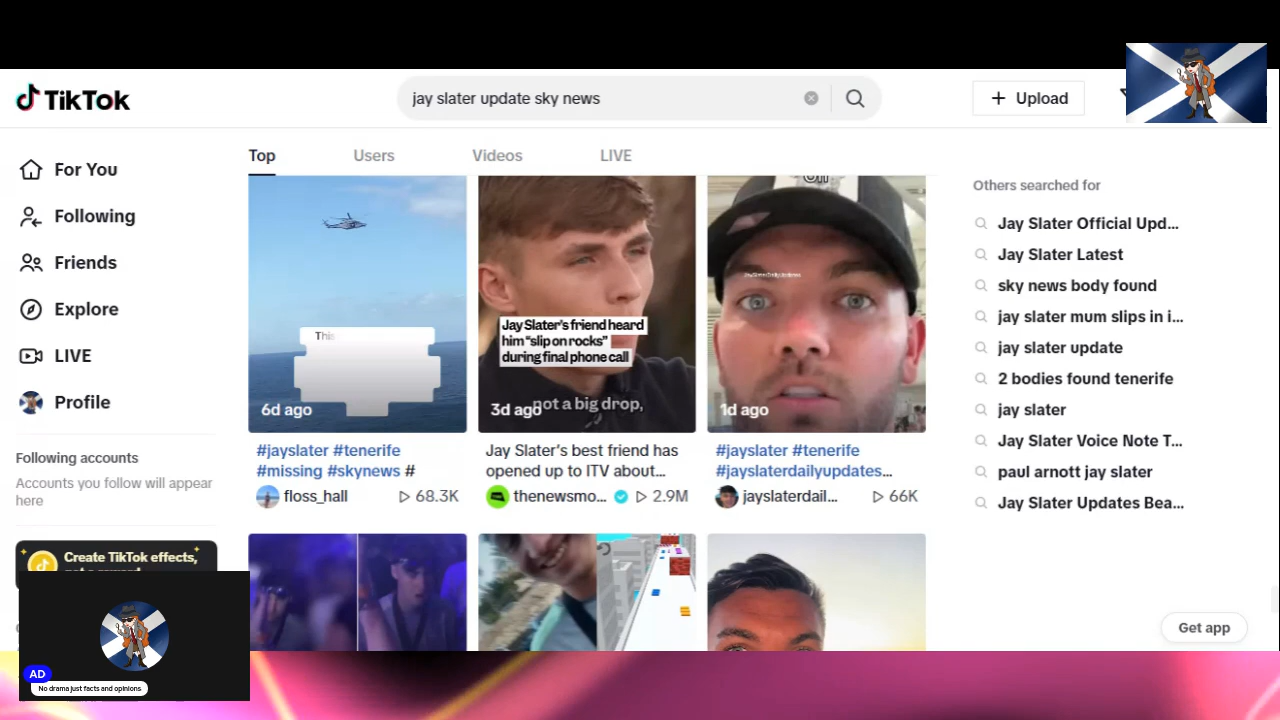 TikTok
jay slater update sky news
Upload
For You
Following
Friends
Explore
LIVE
Profile
Following accounts
Accounts you follow will appear
here
Create TikTok effects,
AD
No drama just facts and opinions.
Top
Users
Videos
LIVE
This
6d ago
#jayslater #tenerife
#missing #skynews #
floss_hall
68.3K
Jay Slater's friend heard
him "slip on rocks"
during final phone call
not a big drop,
3d ago
Jay Slater's best friend has
opened up to ITV about...
thenewsmo...
2.9M
1d ago
#jayslater #tenerife
#jayslaterdailyupdates...
jayslaterdail...
66K
Others searched for
Jay Slater Official Upd...
Jay Slater Latest
sky news body found
jay slater mum slips in i...
jay slater update
2 bodies found tenerife
jay slater
Jay Slater Voice Note T...
paul arnott jay slater
Jay Slater Updates Bea...
Get app